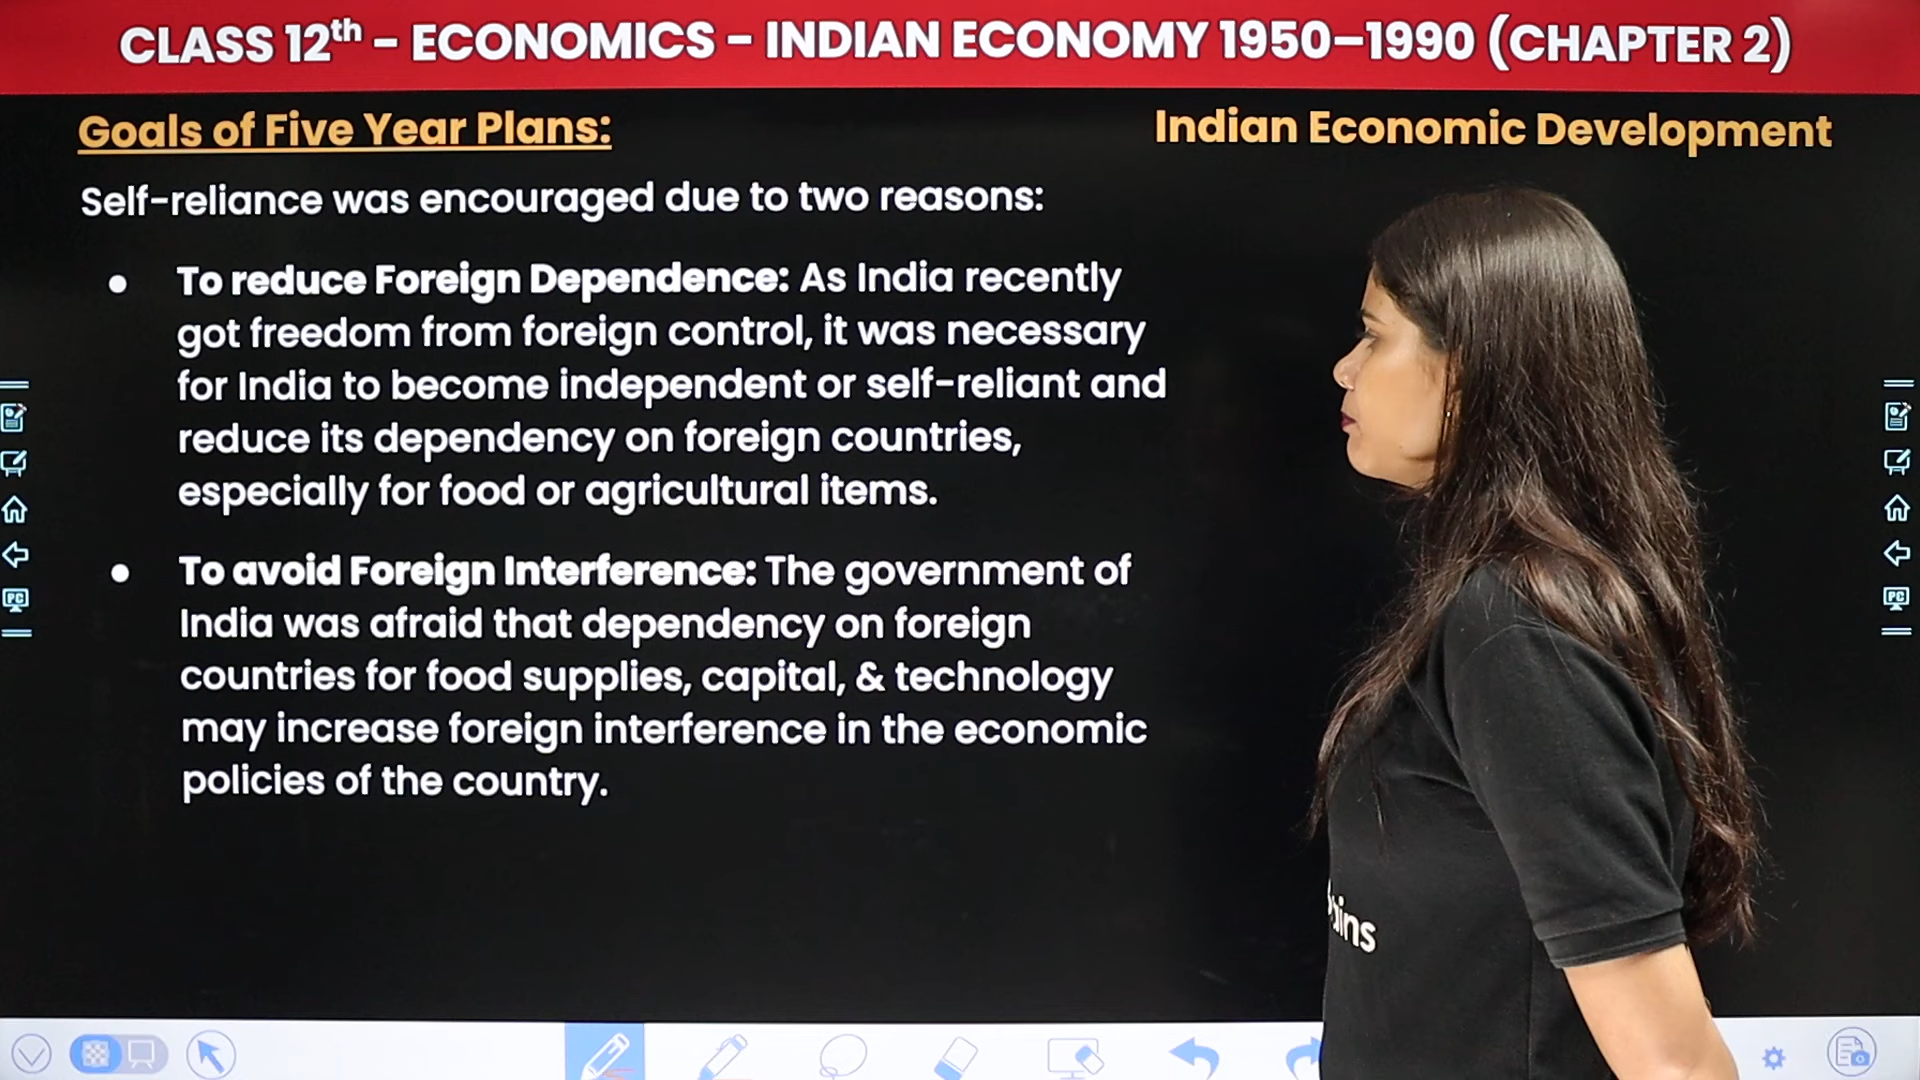 CLASS 12th - ECONOMICS - INDIAN ECONOMY 1950–1990 (CHAPTER 2)
Goals of Five Year Plans:
Indian Economic Development
Self-reliance was encouraged due to two reasons:
● To reduce Foreign Dependence: As India recently
got freedom from foreign control, it was necessary
for India to become independent or self-reliant and
reduce its dependency on foreign countries,
especially for food or agricultural items.
● To avoid Foreign Interference: The government of
India was afraid that dependency on foreign
countries for food supplies, capital, & technology
may increase foreign interference in the economic
policies of the country.
PC
PC